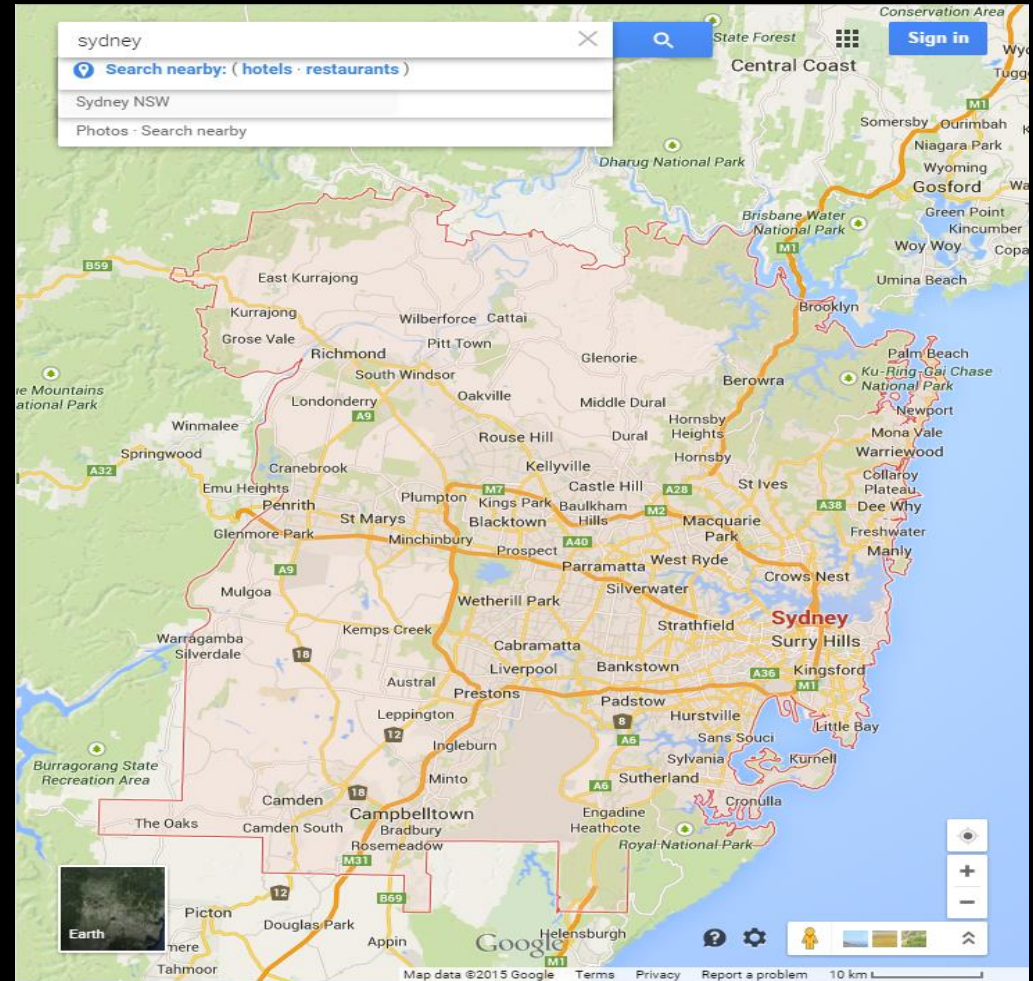 Conservation Area
sydney
State Forest
Sign in
Wyo
Search nearby: ( hotels · restaurants )
Central Coast
Tugg
Sydney NSW
M1
Photos · Search nearby
Somersby
Ourimbah
Niagara Park
Dharug National Park
Wyoming
Gosford
Wa
Brisbane Water
National Park
Green Point
Kincumber
M1
Woy Woy
Copa
B59
East Kurrajong
Umina Beach
Brooklyn
Kurrajong
Wilberforce
Cattai
Grose Vale
Pitt Town
Richmond
Glenorie
Palm Beach
ue Mountains
ational Park
South Windsor
Berowra
Ku-Ring-Gai Chase
National Park
Londonderry
Oakville
Middle Dural
Newport
A9
Winmalee
Hornsby
Heights
Rouse Hill
Dural
Mona Vale
Springwood
Warriewood
Hornsby
A32
Cranebrook
Kellyville
Collaroy
Plateau
Emu Heights
Castle Hill
A28
St Ives
Penrith
Plumpton
M7
Kings Park
Baulkham
Hills
M2
A38
Dee Why
St Marys
Blacktown
Macquarie
Park
Freshwater
Glenmore Park
Minchinbury
A40
Prospect
Manly
A9
Parramatta
West Ryde
Crows Nest
Mulgoa
Silverwater
Wetherill Park
Sydney
Kemps Creek
Strathfield
Warragamba
Silverdale
Surry Hills
18
Cabramatta
Liverpool
Bankstown
A36
Kingsford
Austral
Prestons
M1
Padstow
Leppington
8
Hurstville
12
A6
Little Bay
Ingleburn
Sans Souci
Burragorang State
Recreation Area
Sylvania
Kurnell
Minto
Sutherland
18
A6
Camden
Cronulla
Campbelltown
Engadine
The Oaks
Camden South
Bradbury
Heathcote
Rosemeadow
Royal National Park
M31
12
B69
Picton
Douglas Park
Earth
Appin
Google
Helensburgh
mere
M1
Tahmoor
Map data ©2015 Google
Terms
Privacy
Report a problem
10 km